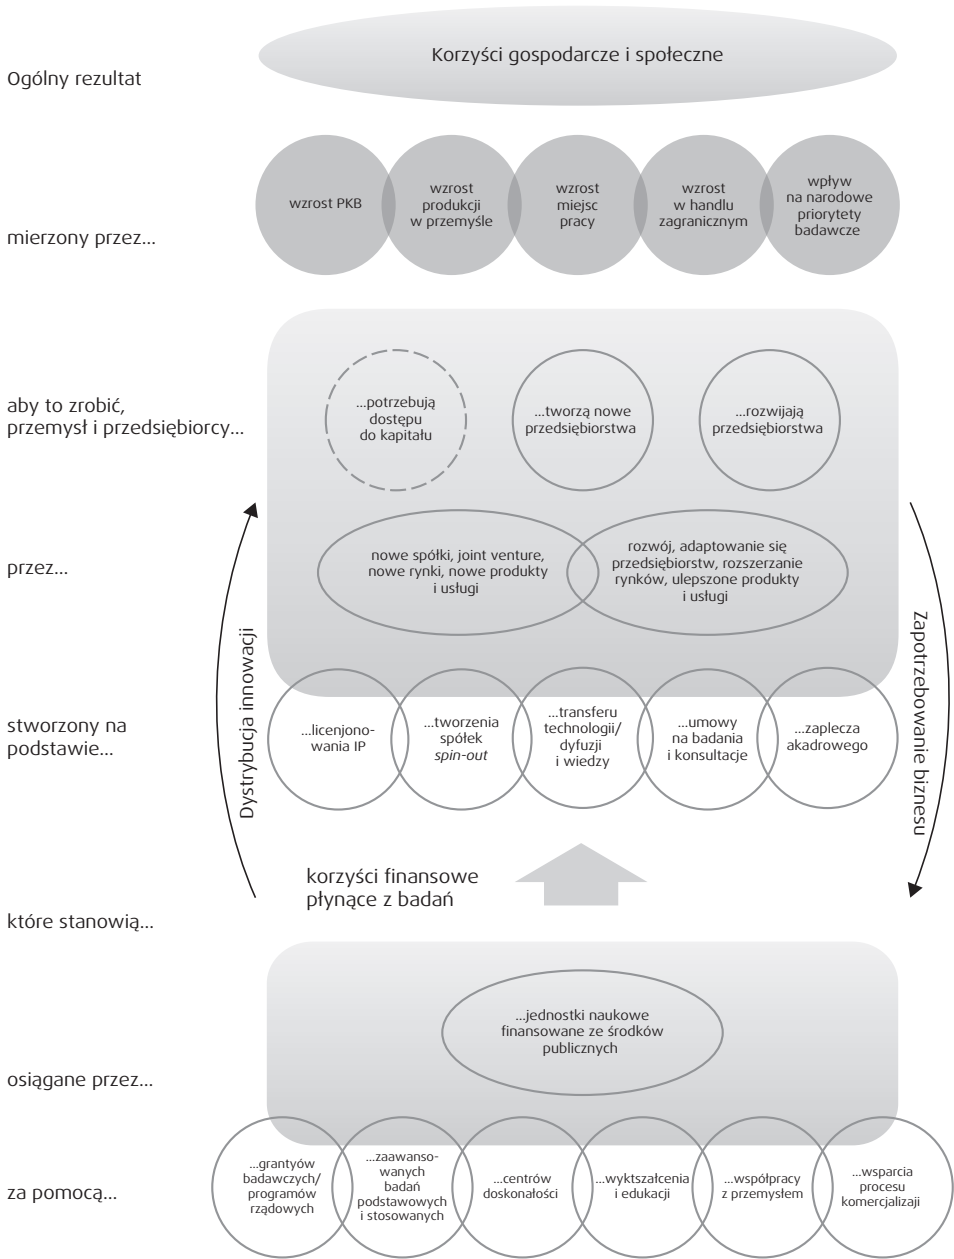 Korzyści gospodarcze i społeczne
Ogólny rezultat
wzrost PKB
wzrost
produkcji
w przemyśle
wzrost
miejsc
pracy
wzrost
w handlu
zagranicznym
wpływ
na narodowe
priorytety
badawcze
mierzony przez...
aby to zrobić,
przemysł i przedsiębiorcy...
...potrzebują
dostępu
do kapitału
...tworzą nowe
przedsiębiorstwa
...rozwijają
przedsiębiorstwa
przez...
nowe spółki, joint venture,
nowe rynki, nowe produkty
i usługi
rozwój, adaptowanie się
przedsiębiorstw, rozszerzanie
rynków, ulepszone produkty
i usługi
Dystrybucja innowacji
Zapotrzebowanie biznesu
stworzony na
podstawie...
...licenjono-
wania IP
...tworzenia
spółek
spin-out
...transferu
technologii/
dyfuzji
i wiedzy
...umowy
na badania
i konsultacje
...zaplecza
akadrowego
korzyści finansowe
płynące z badań
które stanowią...
...jednostki naukowe
finansowane ze środków
publicznych
osiągane przez...
za pomocą...
...grantyów
badawczych/
programów
rządowych
...zaawanso-
wanych
badań
podstawowych
i stosowanych
...centrów
doskonałości
...wyktszałcenia
i edukacji
...współpracy
z przemysłem
...wsparcia
procesu
komercjalizaji